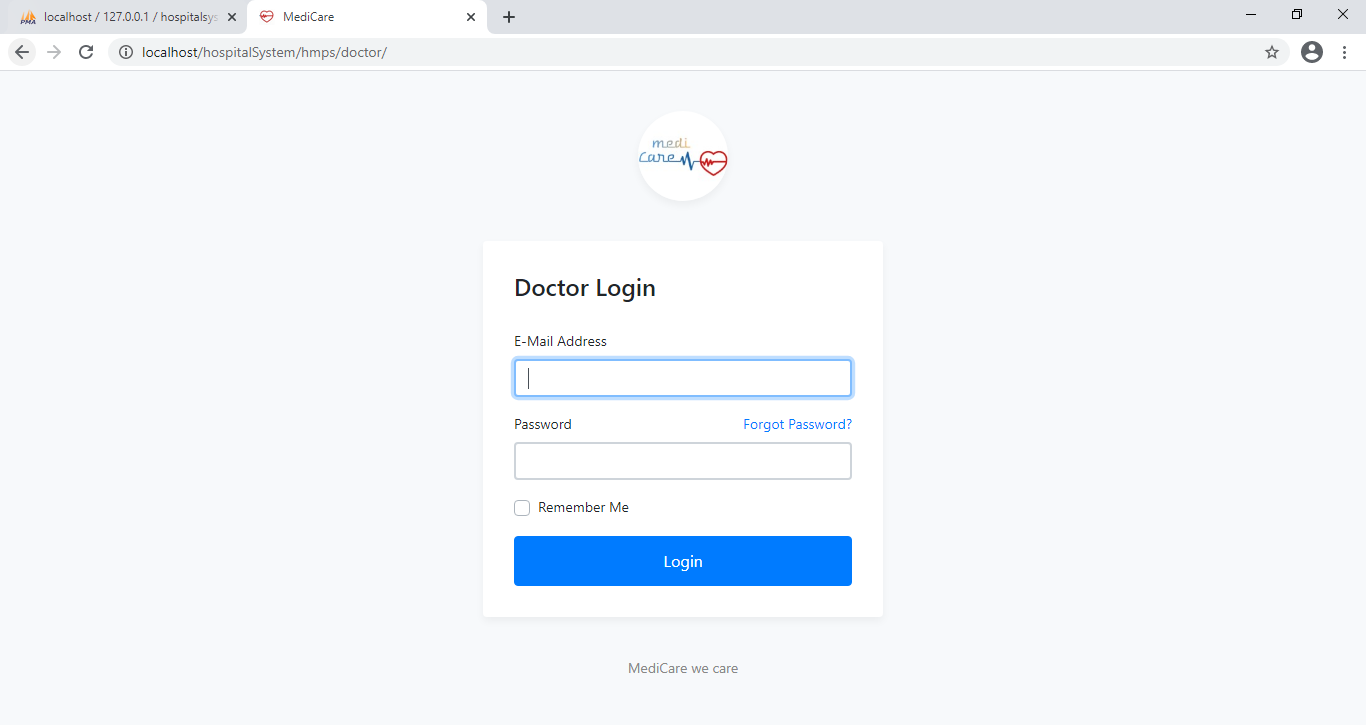 localhost / 127.0.0.1 / hospitalsys
MediCare
localhost/hospitalSystem/hmps/doctor/
medi
care
Doctor Login
E-Mail Address
Password
Forgot Password?
Remember Me
Login
MediCare we care